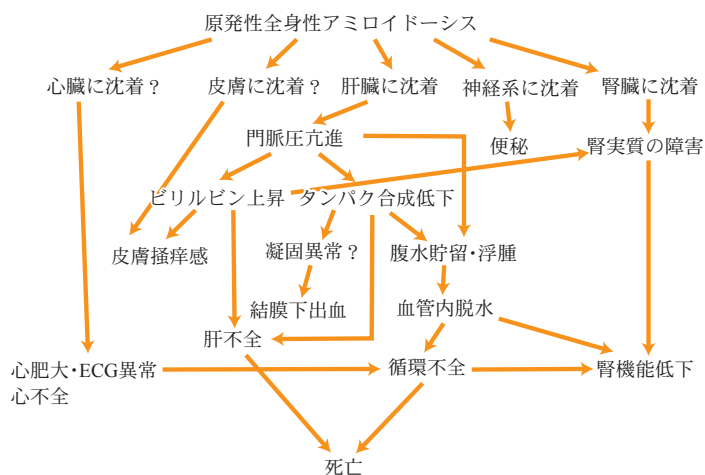 原発性全身性アミロイドーシス
心臓に沈着？
皮膚に沈着？
肝臓に沈着
神経系に沈着
腎臓に沈着
門脈圧亢進
便秘
腎実質の障害
ビリルビン上昇
タンパク合成低下
皮膚掻痒感
凝固異常？
腹水貯留・浮腫
結膜下出血
血管内脱水
肝不全
心肥大・ECG異常
心不全
循環不全
腎機能低下
死亡